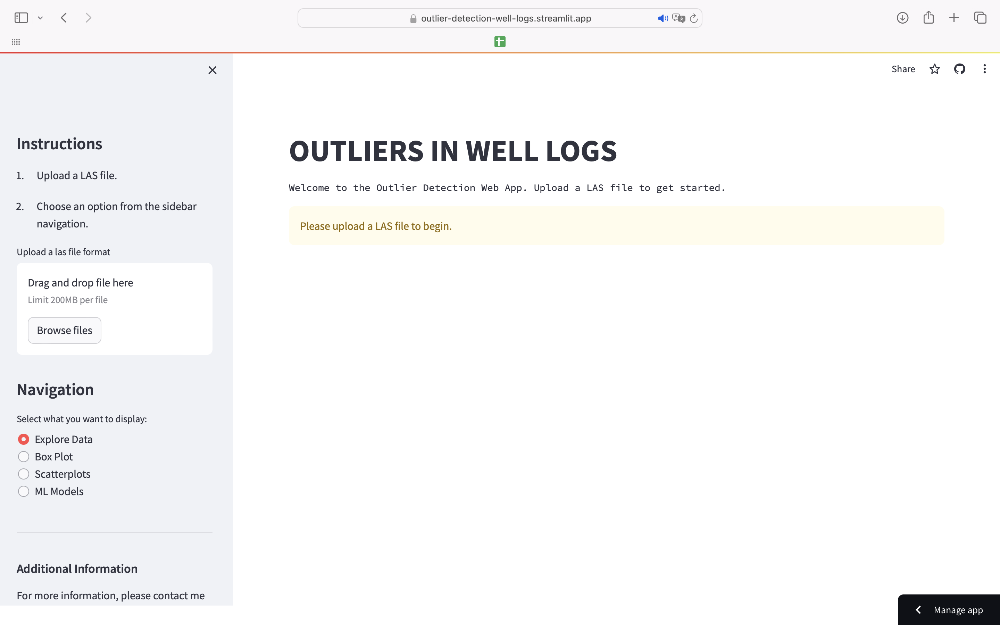 outlier-detection-well-logs.streamlit.app
Share
Instructions
1. Upload a LAS file.
2. Choose an option from the sidebar
navigation.
Upload a las file format
Drag and drop file here
Limit 200MB per file
Browse files
Navigation
Select what you want to display:
Explore Data
Box Plot
Scatterplots
ML Models
Additional Information
For more information, please contact me
OUTLIERS IN WELL LOGS
Welcome to the Outlier Detection Web App. Upload a LAS file to get started.
Please upload a LAS file to begin.
Manage app